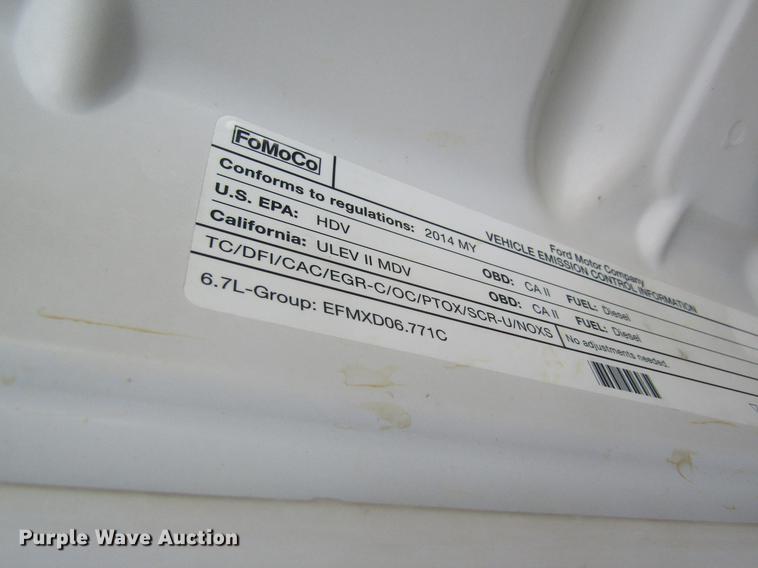 FoMoCo
Ford Motor Company
VEHICLE EMISSION CONTROL INFORMATION
Conforms to regulations: 2014 MY
U.S. EPA: HDV OBD: CA II FUEL: Diesel
California: ULEV II MDV OBD: CA II FUEL: Diesel
TC/DFI/CAC/EGR-C/OC/PTOX/SCR-U/NOXS No adjustments needed.
6.7L-Group: EFMXD06.771C
Purple Wave Auction